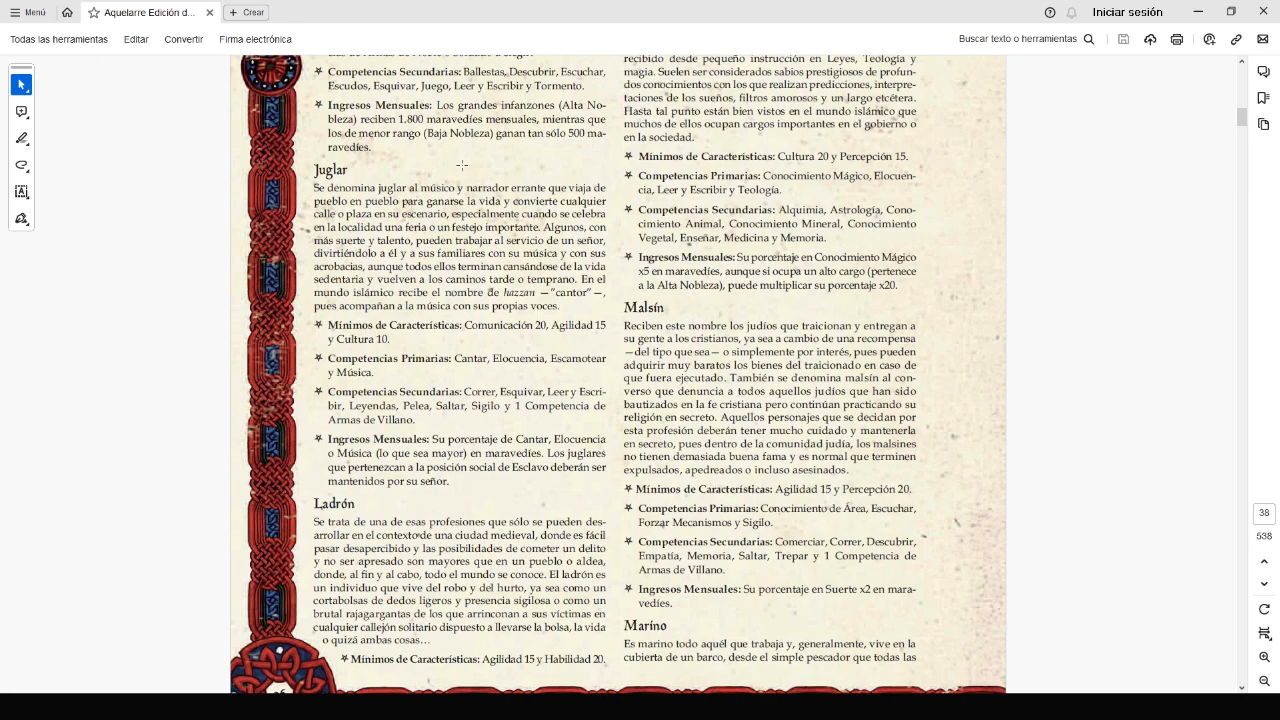 Menú
Aquelarre Edición d...
Crear
Iniciar sesión
Todas las herramientas
Editar
Convertir
Firma electrónica
Buscar texto o herramientas
Competencias Secundarias: Ballestas, Descubrir, Escuchar,
Escudos, Esquivar, Juego, Leer y Escribir y Tormento.
Ingresos Mensuales: Los grandes infanzones (Alta No-
bleza) reciben 1.800 maravedíes mensuales, mientras que
los de menor rango (Baja Nobleza) ganan tan sólo 500 ma-
ravedíes.
Juglar
Se denomina juglar al músico y narrador errante que viaja de
pueblo en pueblo para ganarse la vida y convierte cualquier
calle o plaza en su escenario, especialmente cuando se celebra
en la localidad una feria o un festejo importante. Algunos, con
más suerte y talento, pueden trabajar al servicio de un señor,
divirtiéndolo a él y a sus familiares con su música y con sus
acrobacias, aunque todos ellos terminan cansándose de la vida
sedentaria y vuelven a los caminos tarde o temprano. En el
mundo islámico recibe el nombre de hazzan —"cantor"—,
pues acompañan a la música con sus propias voces.
Mínimos de Características: Comunicación 20, Agilidad 15
y Cultura 10.
Competencias Primarias: Cantar, Elocuencia, Escamotear
y Música.
Competencias Secundarias: Correr, Esquivar, Leer y Escri-
bir, Leyendas, Pelea, Saltar, Sigilo y 1 Competencia de
Armas de Villano.
Ingresos Mensuales: Su porcentaje de Cantar, Elocuencia
o Música (lo que sea mayor) en maravedíes. Los juglares
que pertenezcan a la posición social de Esclavo deberán ser
mantenidos por su señor.
Ladrón
Se trata de una de esas profesiones que sólo se pueden des-
arrollar en el contexto de una ciudad medieval, donde es fácil
pasar desapercibido y las posibilidades de cometer un delito
y no ser apresado son mayores que en un pueblo o aldea,
donde, al fin y al cabo, todo el mundo se conoce. El ladrón es
un individuo que vive del robo y del hurto, ya sea como un
cortabolsas de dedos ligeros y presencia sigilosa o como un
brutal rajagargantas de los que arrinconan a sus víctimas en
cualquier callejón solitario dispuesto a llevarse la bolsa, la vida
o quizá ambas cosas...
Mínimos de Características: Agilidad 15 y Habilidad 20.
recibido desde pequeño instrucción en Leyes, Teología y
magia. Suelen ser considerados sabios prestigiosos de profun-
dos conocimientos con los que realizan predicciones, interpre-
taciones de los sueños, filtros amorosos y un largo etcétera.
Hasta tal punto están bien vistos en el mundo islámico que
muchos de ellos ocupan cargos importantes en el gobierno o
en la sociedad.
Mínimos de Características: Cultura 20 y Percepción 15.
Competencias Primarias: Conocimiento Mágico, Elocuen-
cia, Leer y Escribir y Teología.
Competencias Secundarias: Alquimia, Astrología, Cono-
cimiento Animal, Conocimiento Mineral, Conocimiento
Vegetal, Enseñar, Medicina y Memoria.
Ingresos Mensuales: Su porcentaje en Conocimiento Mágico
x5 en maravedíes, aunque si ocupa un alto cargo (pertenece
a la Alta Nobleza), puede multiplicar su porcentaje x20.
Malsín
Reciben este nombre los judíos que traicionan y entregan a
su gente a los cristianos, ya sea a cambio de una recompensa
—del tipo que sea— o simplemente por interés, pues pueden
adquirir muy baratos los bienes del traicionado en caso de
que fuera ejecutado. También se denomina malsín al con-
verso que denuncia a todos aquellos judíos que han sido
bautizados en la fe cristiana pero continúan practicando su
religión en secreto. Aquellos personajes que se decidan por
esta profesión deberán tener mucho cuidado y mantenerla
en secreto, pues dentro de la comunidad judía, los malsines
no tienen demasiada buena fama y es normal que terminen
expulsados, apedreados o incluso asesinados.
Mínimos de Características: Agilidad 15 y Percepción 20.
Competencias Primarias: Conocimiento de Área, Escuchar,
Forzar Mecanismos y Sigilo.
Competencias Secundarias: Comerciar, Correr, Descubrir,
Empatía, Memoria, Saltar, Trepar y 1 Competencia de
Armas de Villano.
Ingresos Mensuales: Su porcentaje en Suerte x2 en mara-
vedíes.
Marino
Es marino todo aquél que trabaja y, generalmente, vive en la
cubierta de un barco, desde el simple pescador que todas las
38
538